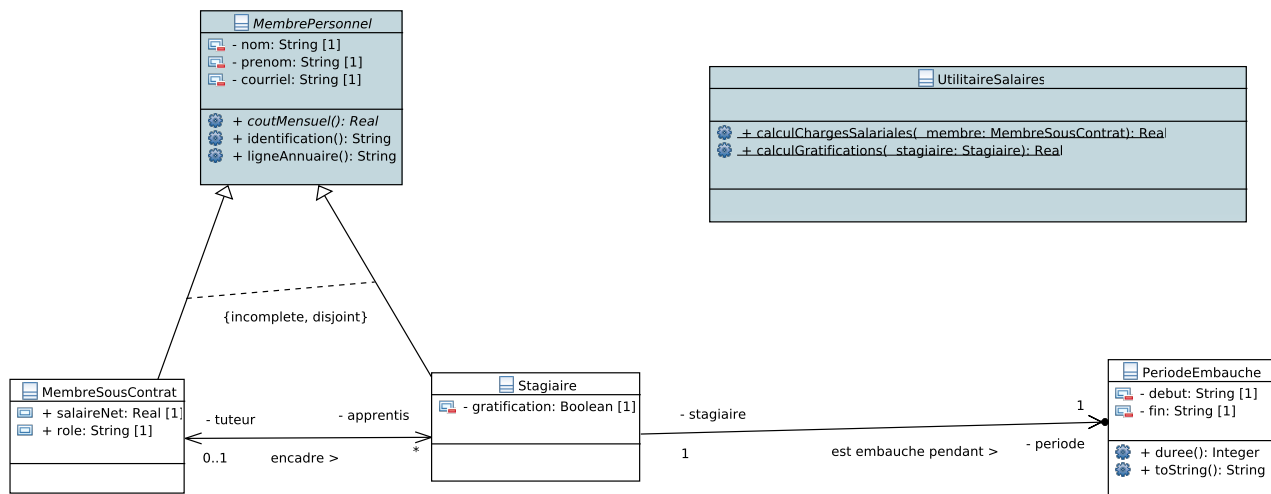 MembrePersonnel
- nom: String [1]
- prenom: String [1]
- courriel: String [1]
+ coutMensuel(): Real
+ identification(): String
+ ligneAnnuaire(): String
UtilitaireSalaires
+ calculChargesSalariales( membre: MembreSousContrat): Real
+ calculGratifications( stagiaire: Stagiaire): Real
{incomplete, disjoint}
MembreSousContrat
+ salaireNet: Real [1]
+ role: String [1]
- tuteur
- apprentis
0..1
encadre >
*
Stagiaire
- gratification: Boolean [1]
- stagiaire
1
1
est embauche pendant >
- periode
PeriodeEmbauche
- debut: String [1]
- fin: String [1]
+ duree(): Integer
+ toString(): String